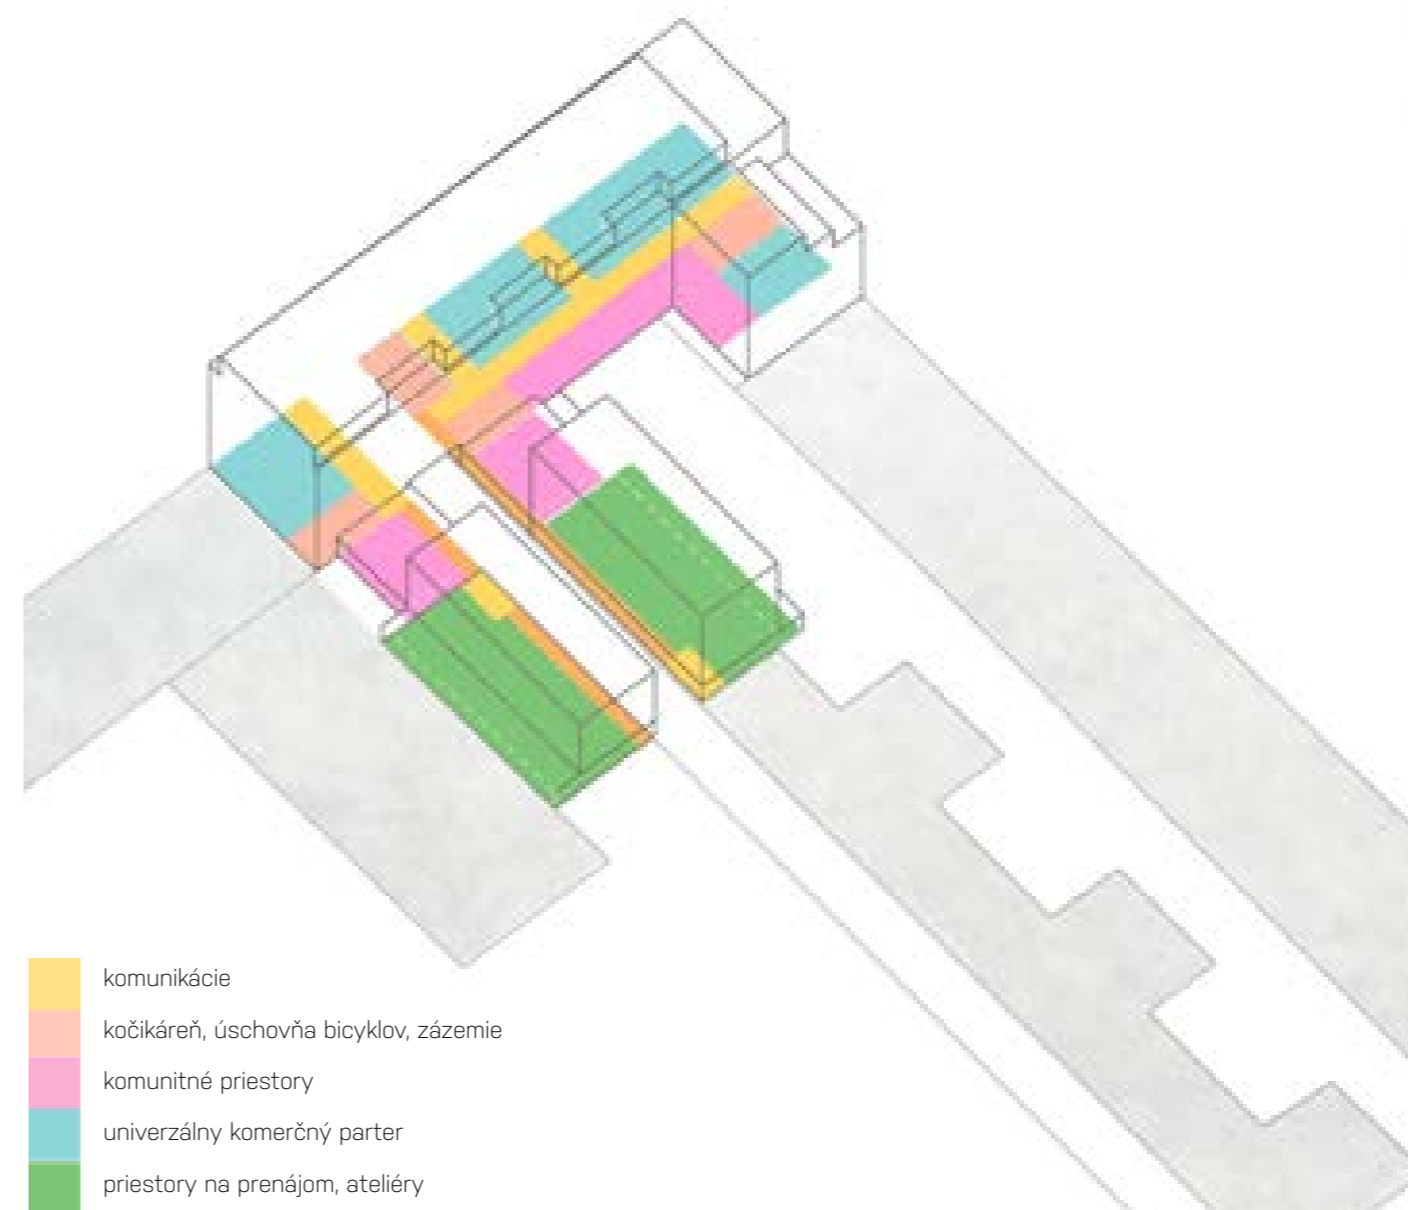 komunikácie
kočikáreň, úschovňa bicyklov, zázemie
komunitné priestory
univerzálny komerčný parter
priestory na prenájom, ateliéry